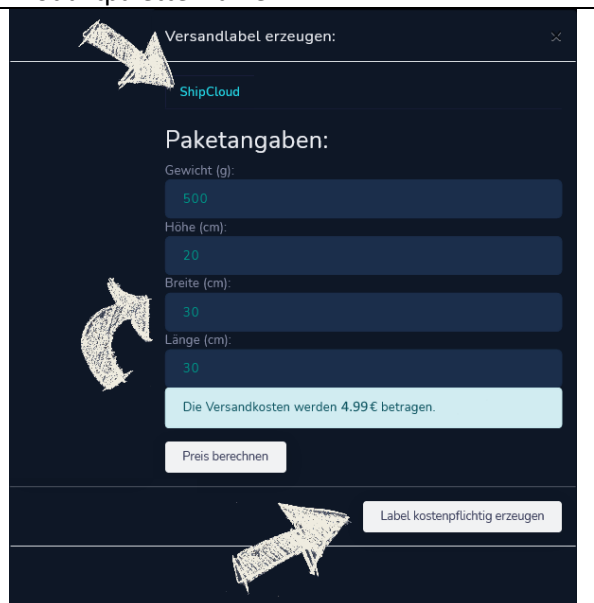 Versandlabel erzeugen:
ShipCloud
Paketangaben:
Gewicht (g):
500
Höhe (cm):
20
Breite (cm):
30
Länge (cm):
30
Die Versandkosten werden 4.99 € betragen.
Preis berechnen
Label kostenpflichtig erzeugen